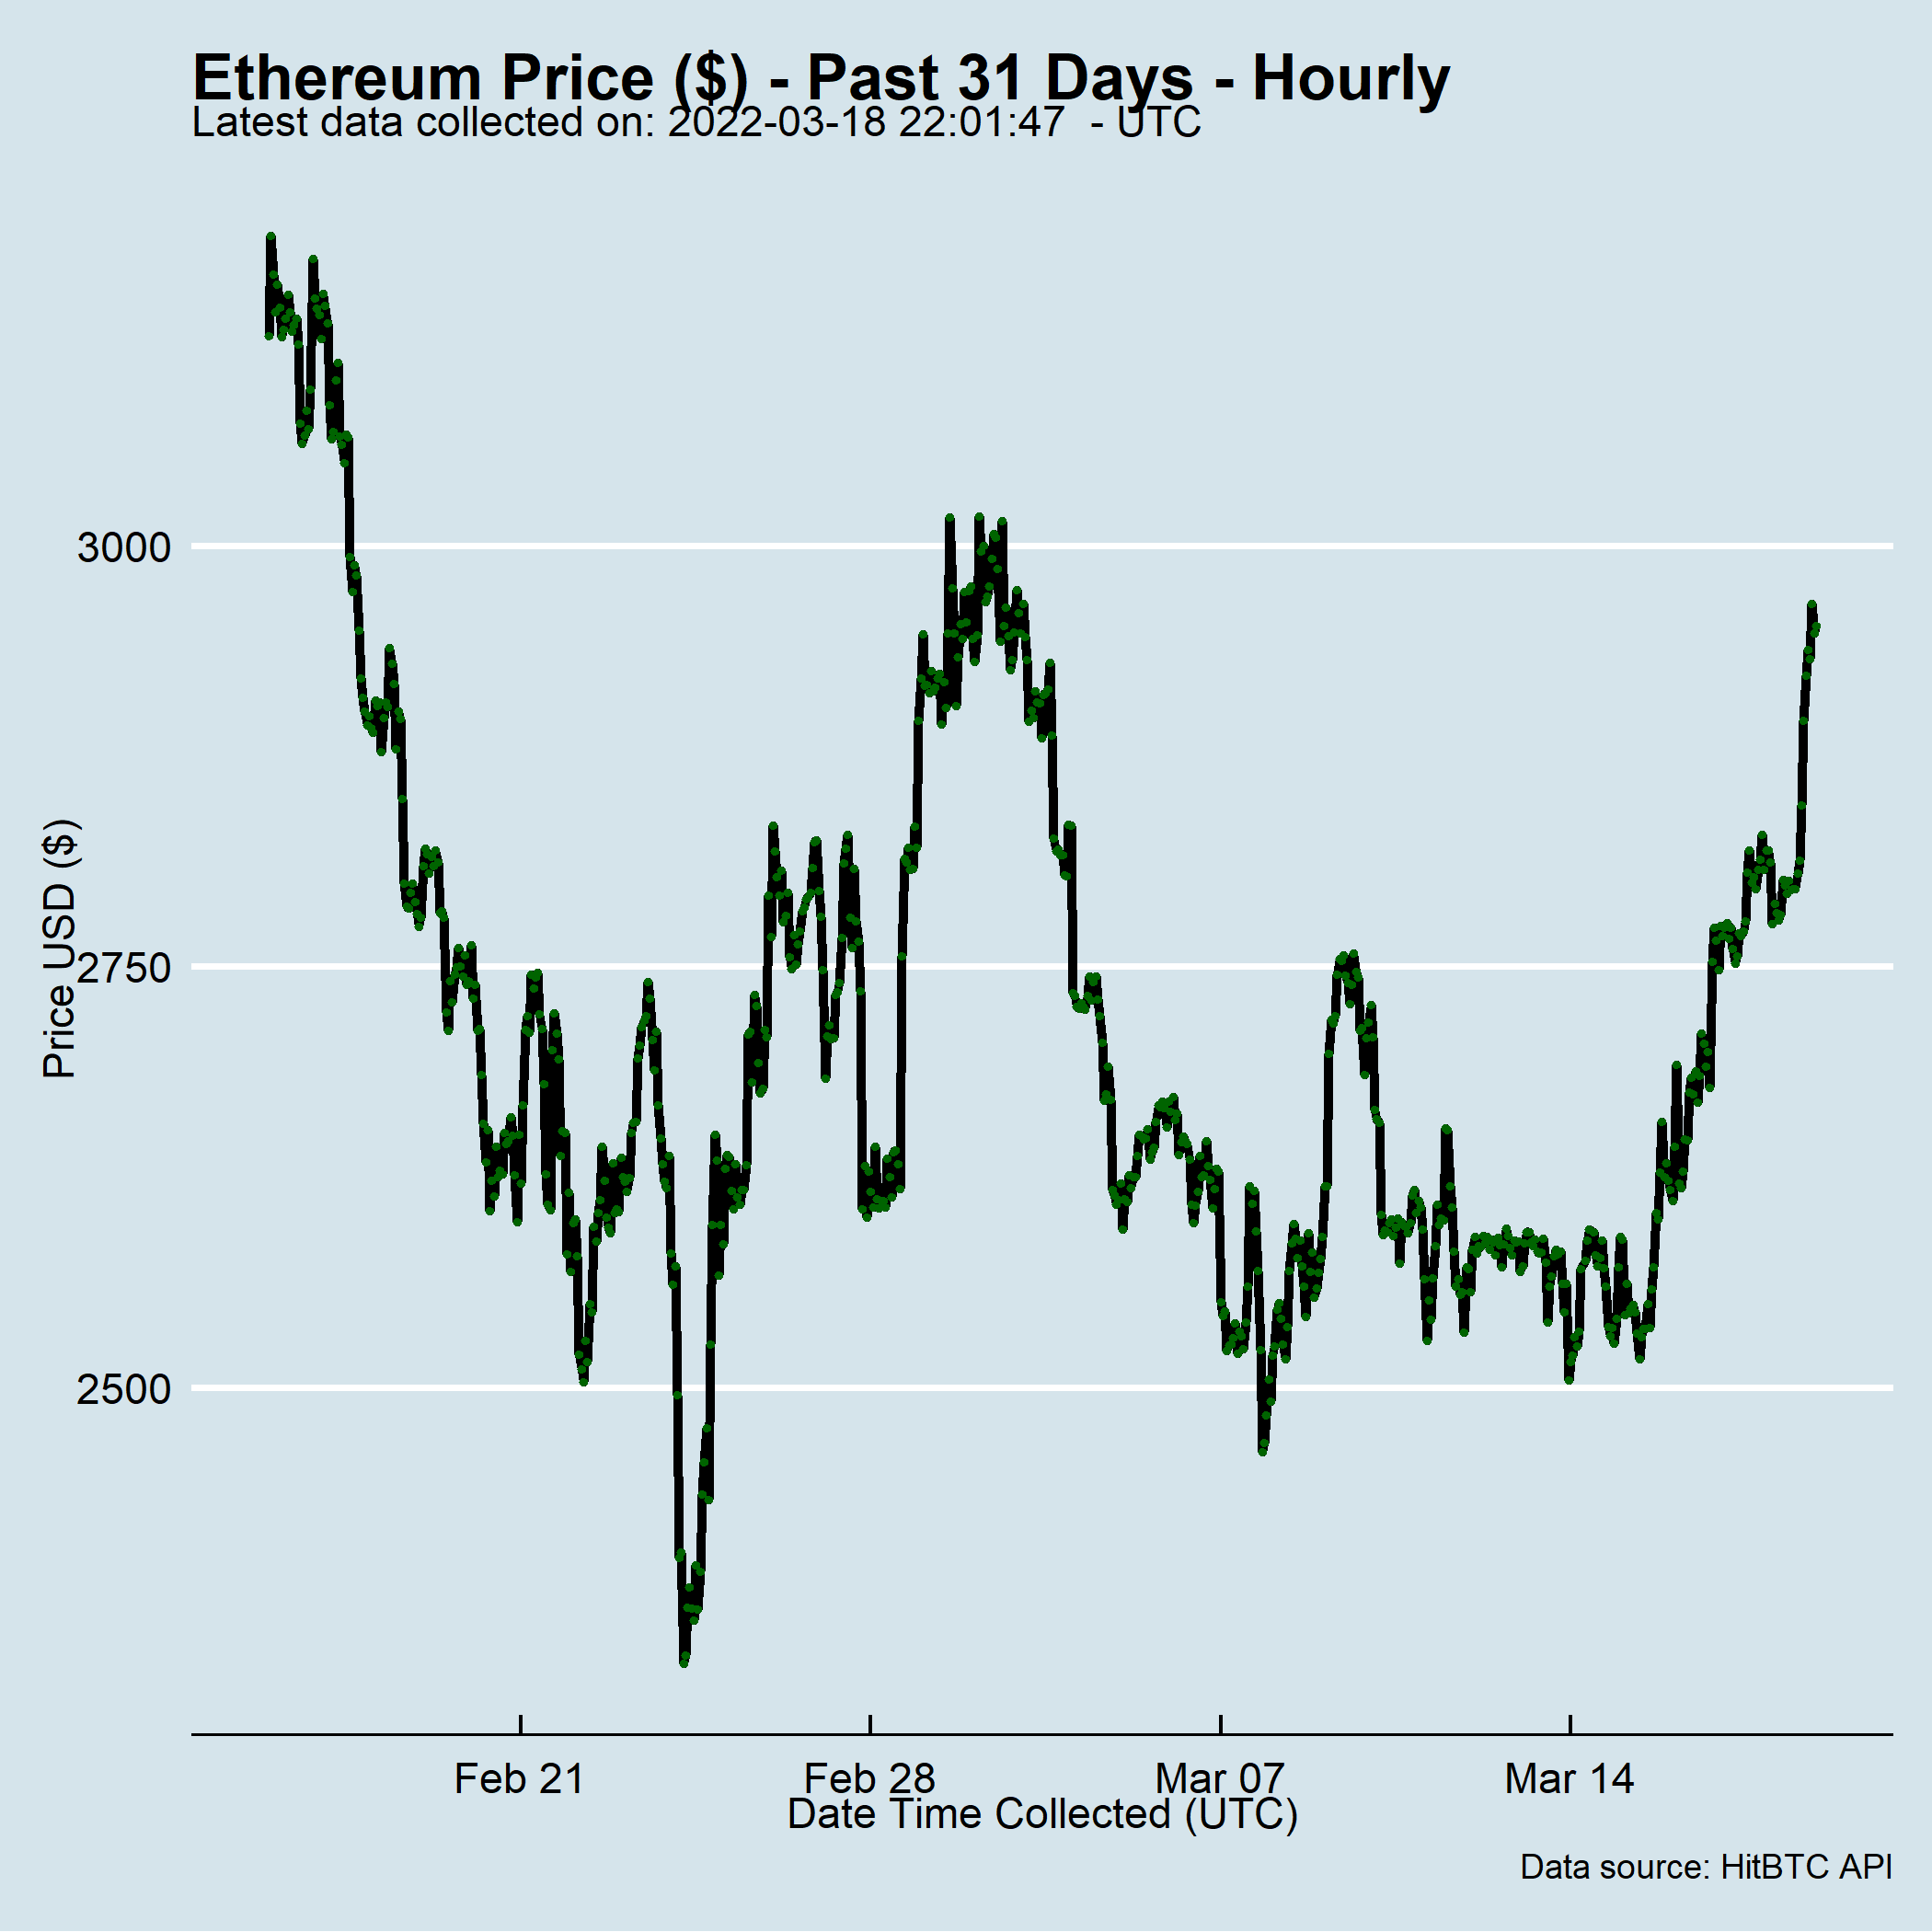 Ethereum Price ($) - Past 31 Days - Hourly
Latest data collected on: 2022-03-18 22:01:47  - UTC
Price USD ($)
3000
2750
2500
Feb 21
Feb 28
Mar 07
Mar 14
Date Time Collected (UTC)
Data source: HitBTC API